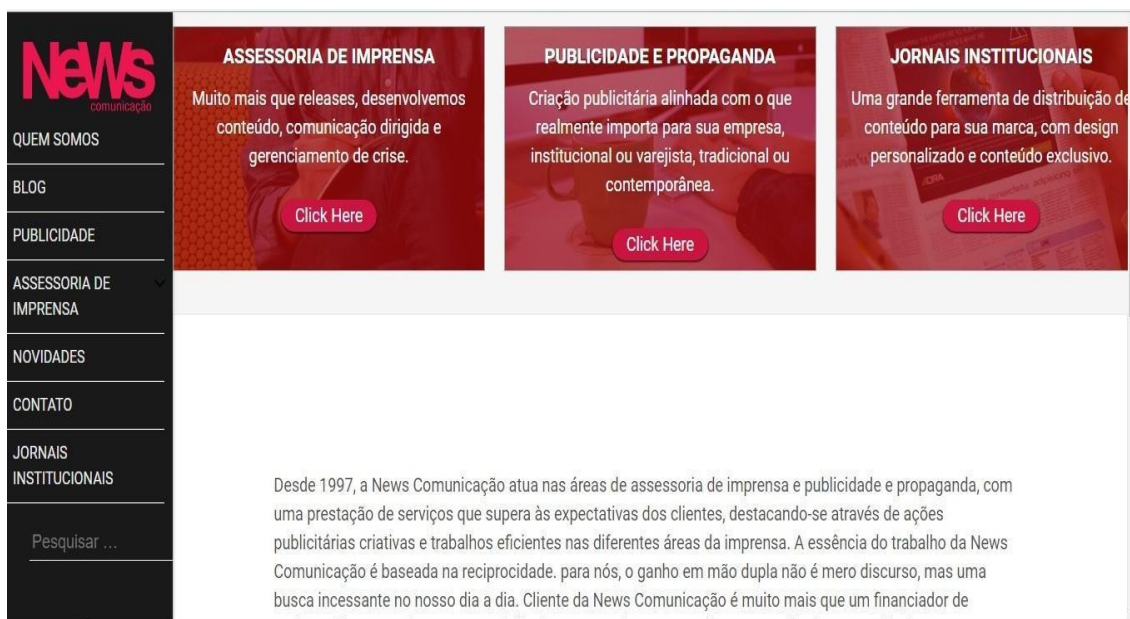 NeWs
comunicação
QUEM SOMOS
BLOG
PUBLICIDADE
ASSESSORIA DE
IMPRENSA
NOVIDADES
CONTATO
JORNAIS
INSTITUCIONAIS
Pesquisar ...
ASSESSORIA DE IMPRENSA
Muito mais que releases, desenvolvemos
conteúdo, comunicação dirigida e
gerenciamento de crise.
Click Here
PUBLICIDADE E PROPAGANDA
Criação publicitária alinhada com o que
realmente importa para sua empresa,
institucional ou varejista, tradicional ou
contemporânea.
Click Here
JORNAIS INSTITUCIONAIS
Uma grande ferramenta de distribuição de
conteúdo para sua marca, com design
personalizado e conteúdo exclusivo.
Click Here
Desde 1997, a News Comunicação atua nas áreas de assessoria de imprensa e publicidade e propaganda, com
uma prestação de serviços que supera às expectativas dos clientes, destacando-se através de ações
publicitárias criativas e trabalhos eficientes nas diferentes áreas da imprensa. A essência do trabalho da News
Comunicação é baseada na reciprocidade. para nós, o ganho em mão dupla não é mero discurso, mas uma
busca incessante no nosso dia a dia. Cliente da News Comunicação é muito mais que um financiador de